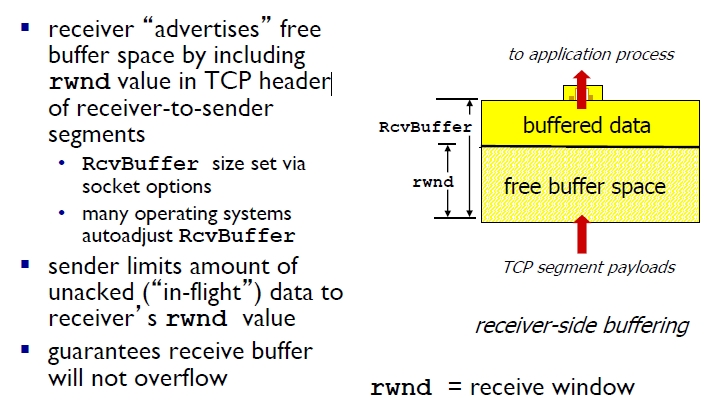 receiver “advertises” free
buffer space by including
rwnd value in TCP header
of receiver-to-sender
segments
• RcvBuffer size set via
socket options
• many operating systems
autoadjust RcvBuffer
sender limits amount of
unacked (“in-flight”) data to
receiver’s rwnd value
guarantees receive buffer
will not overflow
to application process
RcvBuffer
buffered data
rwnd
free buffer space
TCP segment payloads
receiver-side buffering
rwnd = receive window